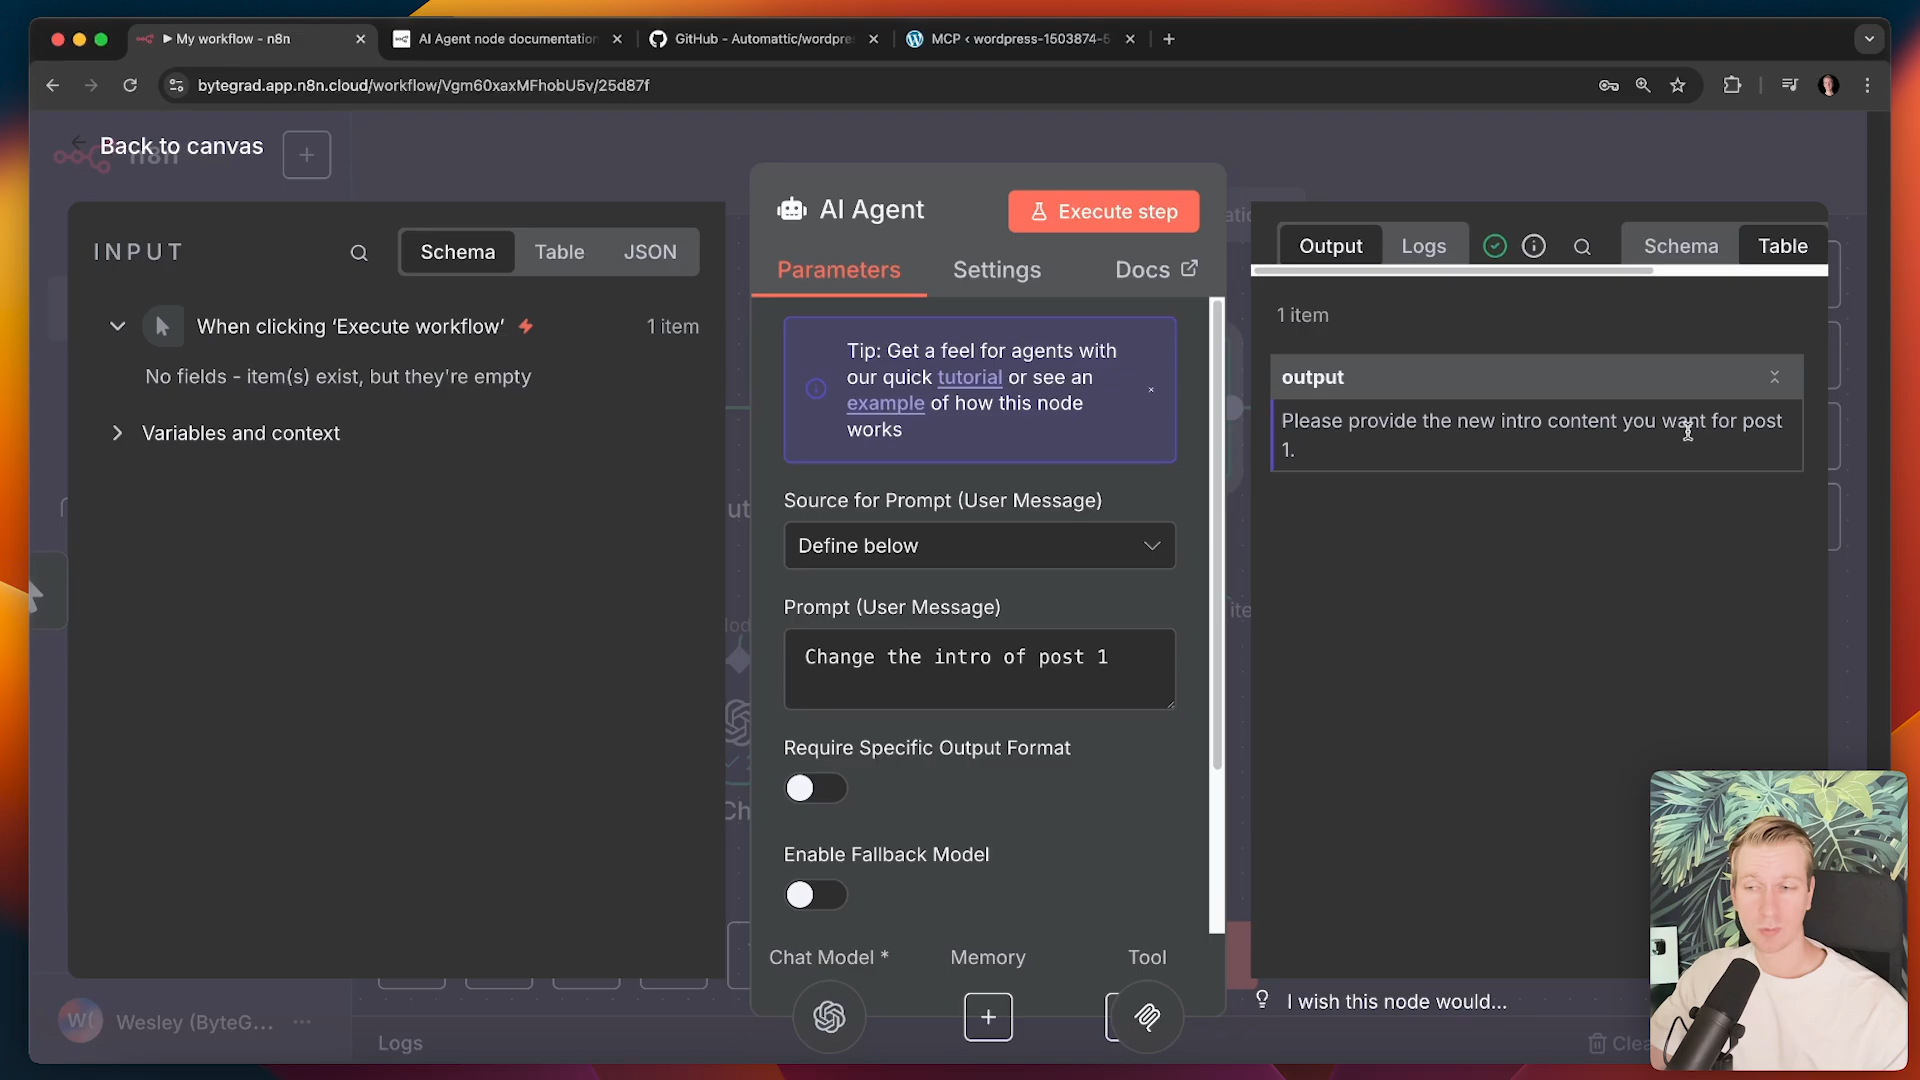 My workflow - n8n
AI Agent node documentation
GitHub - Automattic/wordpre
MCP < wordpress-1503874-5
bytegrad.app.n8n.cloud/workflow/Vgm60xaxMFhobU5v/25d87f
Back to canvas
n8n
INPUT
Schema
Table
JSON
When clicking ‘Execute workflow’
1 item
No fields - item(s) exist, but they're empty
Variables and context
AI Agent
Execute step
Parameters
Settings
Docs
Tip: Get a feel for agents with
our quick tutorial or see an
example of how this node
works
Source for Prompt (User Message)
Define below
Prompt (User Message)
Change the intro of post 1
Require Specific Output Format
Enable Fallback Model
Chat Model *
Memory
Tool
Output
Logs
Schema
Table
1 item
output
Please provide the new intro content you want for post
1.
I wish this node would...
W(
Wesley (ByteG...
Logs
Clea